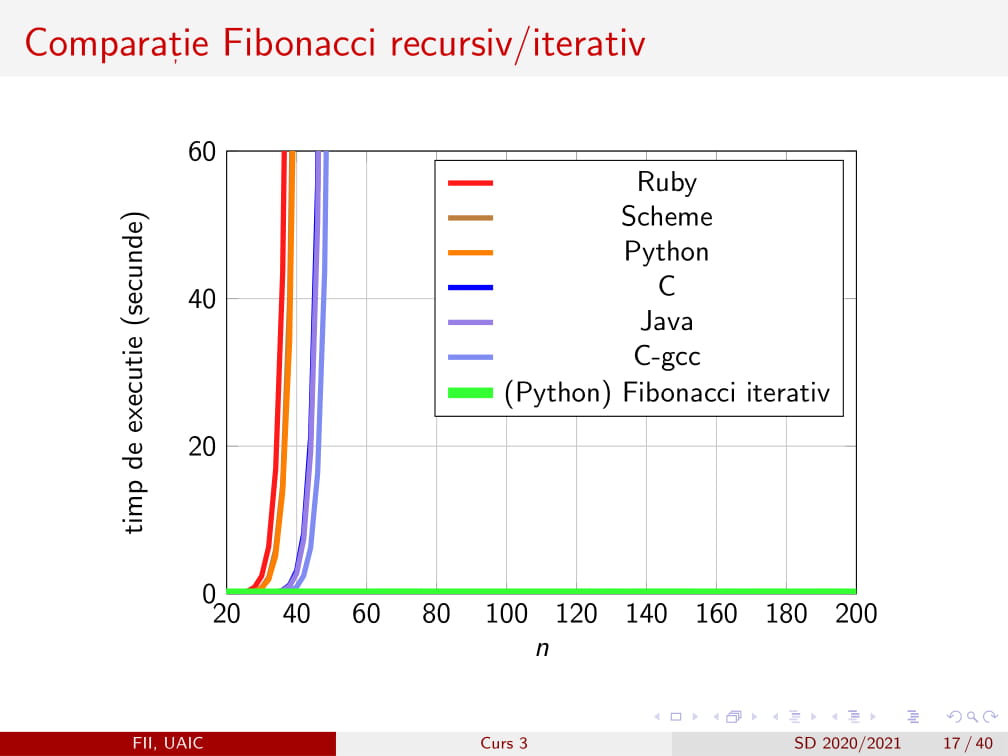 Comparație Fibonacci recursiv/iterativ
60
40
20
0
timp de executie (secunde)
Ruby
Scheme
Python
C
Java
C-gcc
(Python) Fibonacci iterativ
20 40 60 80 100 120 140 160 180 200
n
FII, UAIC Curs 3 SD 2020/2021 17 / 40